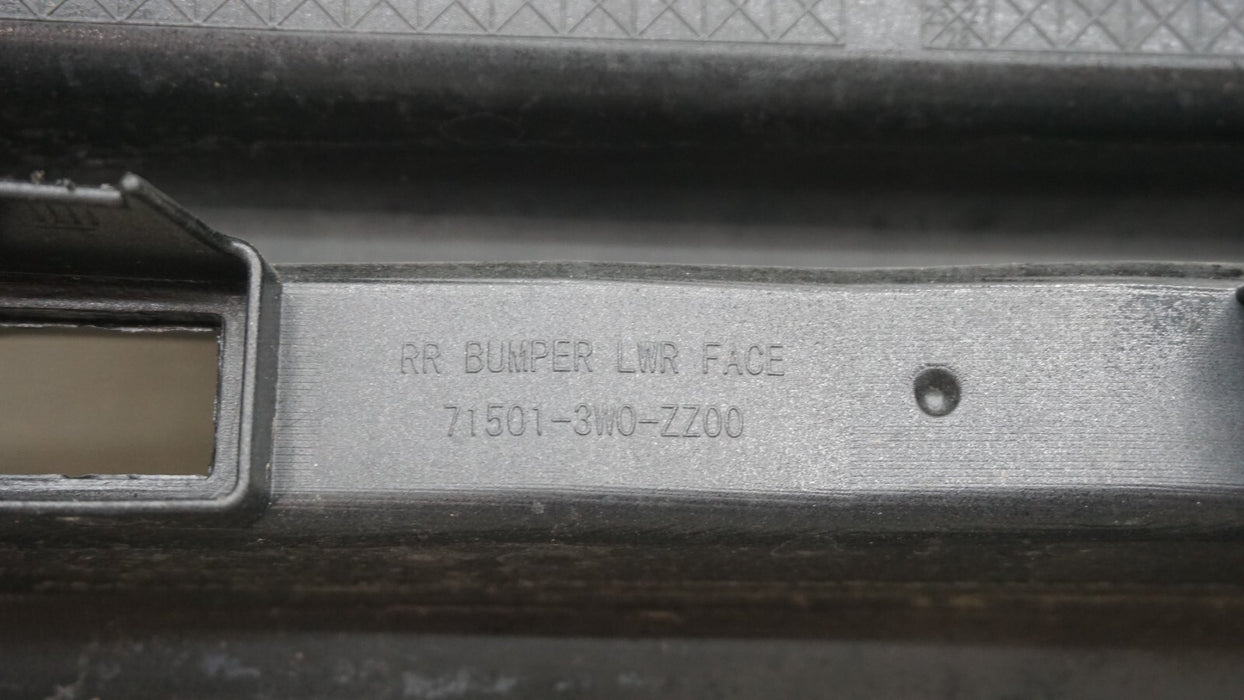 RR BUMPER LWR FACE
71501-3W0-ZZ00